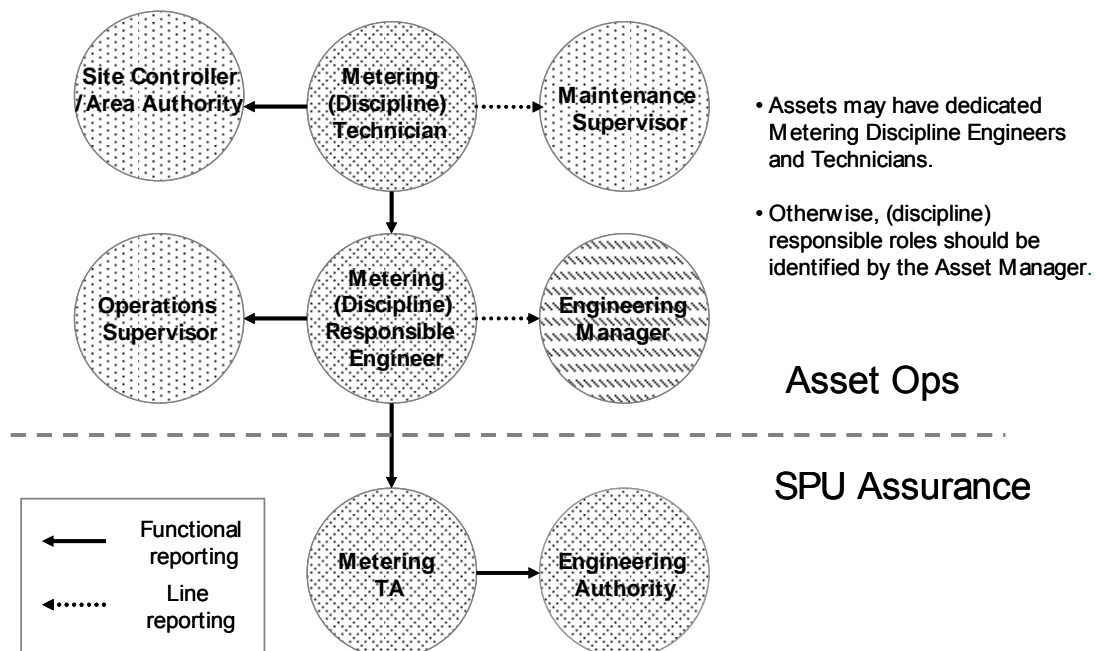 Site Controller
/Area Authority
Metering
(Discipline)
Technician
Maintenance
Supervisor
• Assets may have dedicated
Metering Discipline Engineers
and Technicians.
• Otherwise, (discipline)
responsible roles should be
identified by the Asset Manager.
Operations
Supervisor
Metering
(Discipline)
Responsible
Engineer
Engineering
Manager
Asset Ops
SPU Assurance
Functional
reporting
Line
reporting
Metering
TA
Engineering
Authority